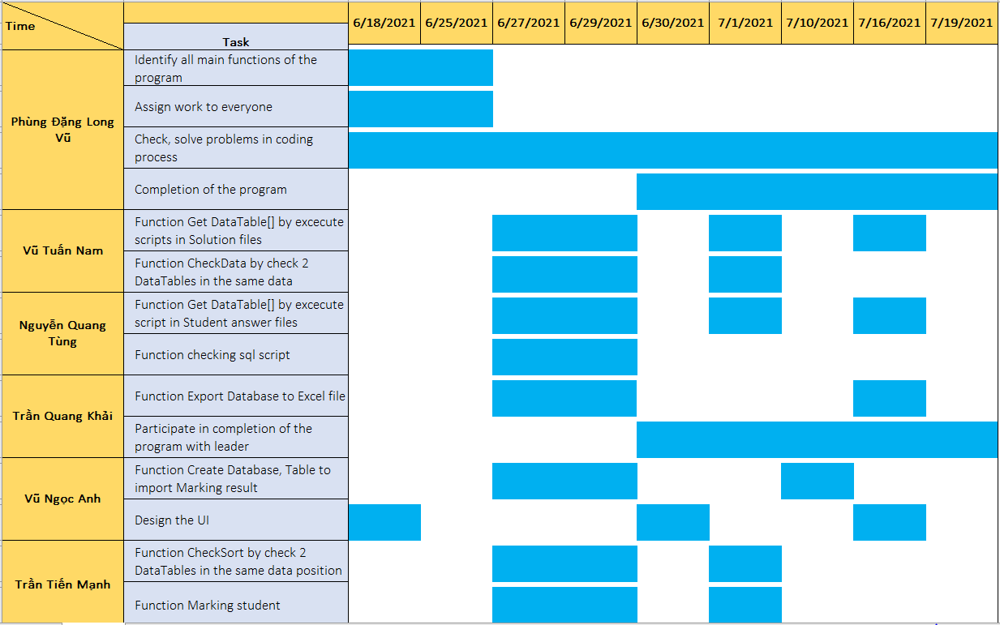 Time
Task
6/18/2021 6/25/2021 6/27/2021 6/29/2021 6/30/2021 7/1/2021 7/10/2021 7/16/2021 7/19/2021
Phùng Đặng Long
Vũ
Identify all main functions of the
program
Assign work to everyone
Check, solve problems in coding
process
Completion of the program
Vũ Tuấn Nam
Function Get DataTable[] by excecute
scripts in Solution files
Function CheckData by check 2
DataTables in the same data
Nguyễn Quang
Tùng
Function Get DataTable[] by excecute
script in Student answer files
Function checking sql script
Trần Quang Khải
Function Export Database to Excel file
Participate in completion of the
program with leader
Vũ Ngọc Anh
Function Create Database, Table to
import Marking result
Design the UI
Trần Tiến Mạnh
Function CheckSort by check 2
DataTables in the same data position
Function Marking student